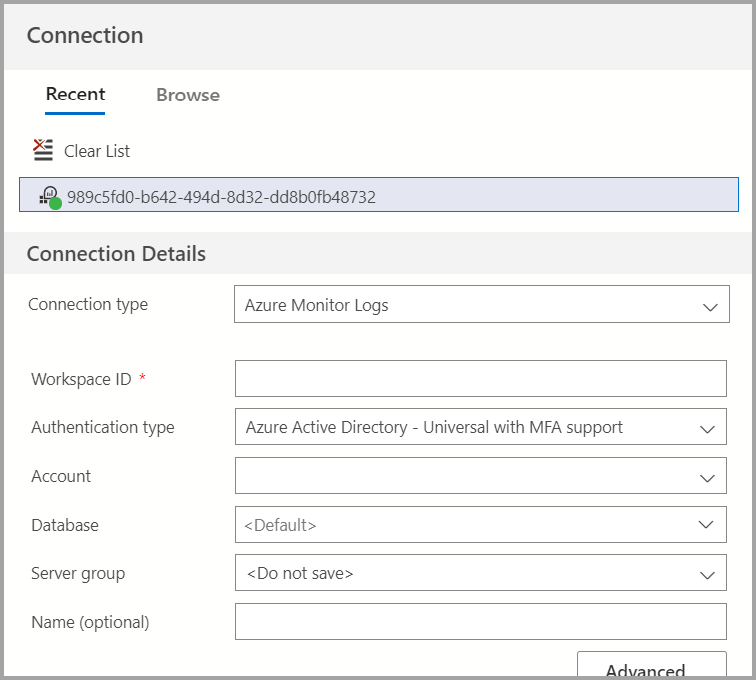 Connection
Recent Browse
Clear List
989c5fd0-b642-494d-8d32-dd8b0fb48732
Connection Details
Connection type Azure Monitor Logs
Workspace ID *
Authentication type Azure Active Directory - Universal with MFA support
Account
Database <Default>
Server group <Do not save>
Name (optional)
Advanced